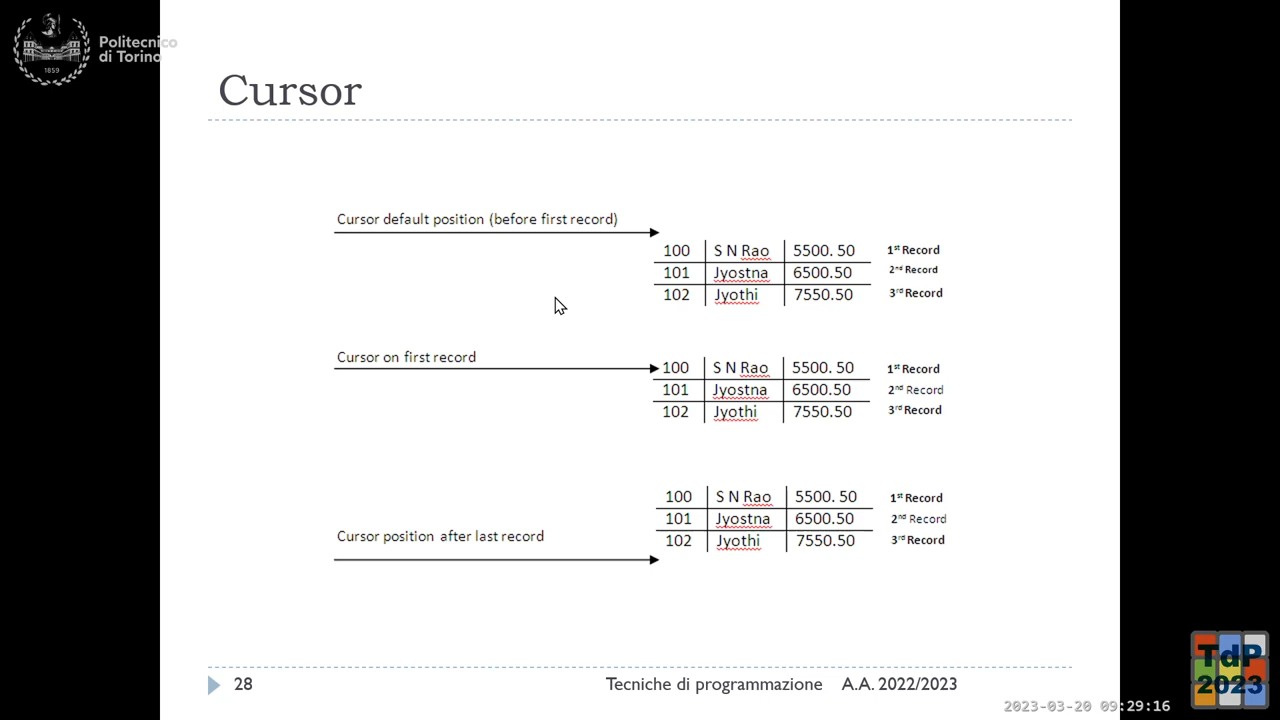 Politecnico
di Torino
1859
Cursor
Cursor default position (before first record)
100 S N Rao 5500. 50 1st Record
101 Jyostna 6500.50 2nd Record
102 Jyothi 7550.50 3rd Record
Cursor on first record
100 S N Rao 5500. 50 1st Record
101 Jyostna 6500.50 2nd Record
102 Jyothi 7550.50 3rd Record
100 S N Rao 5500. 50 1st Record
101 Jyostna 6500.50 2nd Record
Cursor position after last record
102 Jyothi 7550.50 3rd Record
28 Tecniche di programmazione A.A. 2022/2023
TdP
2023
2023-03-20 09:29:16